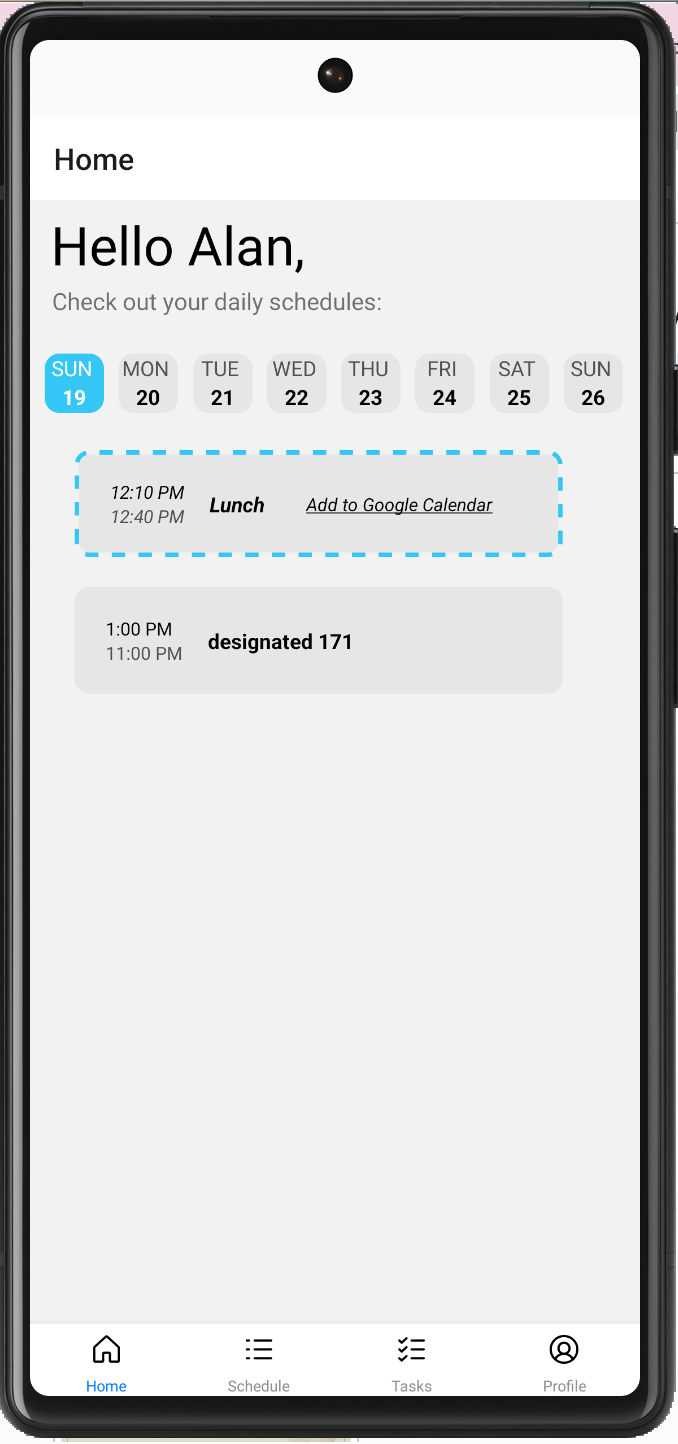 Home
Hello Alan,
Check out your daily schedules:
SUN MON TUE WED THU FRI SAT SUN
19 20 21 22 23 24 25 26
12:10 PM
12:40 PM
Lunch
Add to Google Calendar
1:00 PM
11:00 PM
designated 171
Home Schedule Tasks Profile